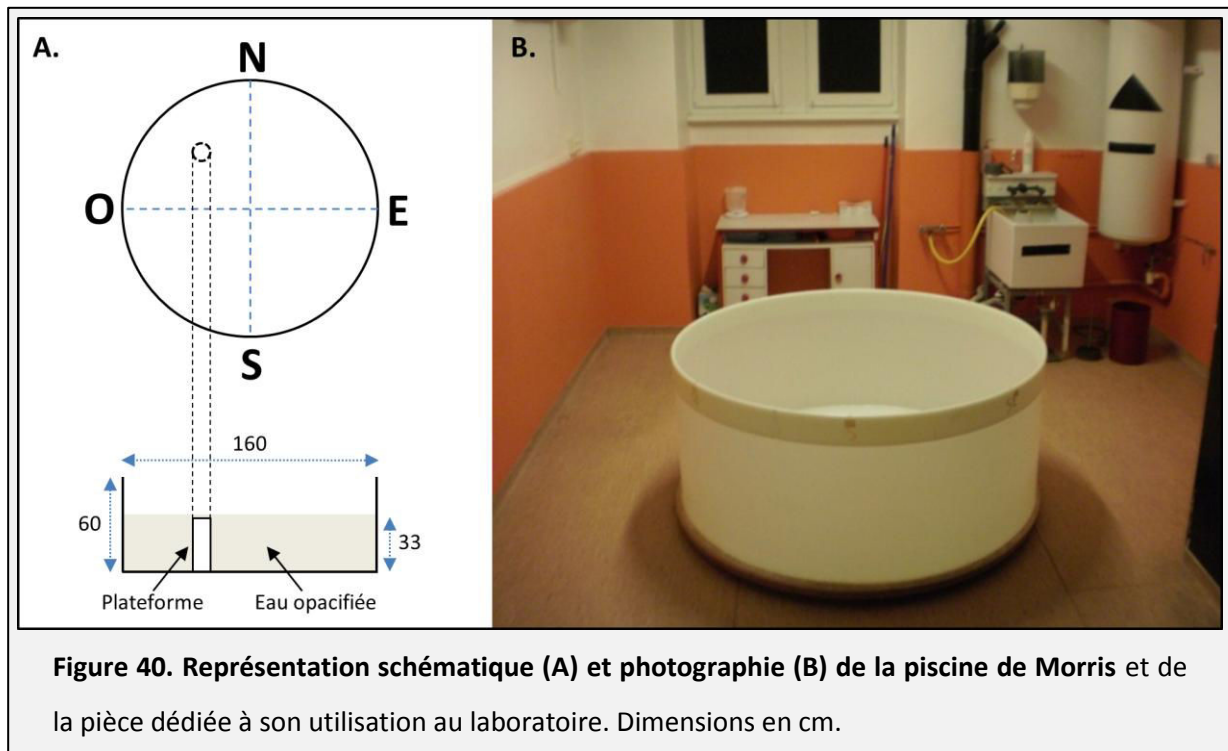 A.
N
O
E
S
160
60
33
Plateforme
Eau opacifiée
B.
Figure 40. Représentation schématique (A) et photographie (B) de la piscine de Morris et de
la pièce dédiée à son utilisation au laboratoire. Dimensions en cm.